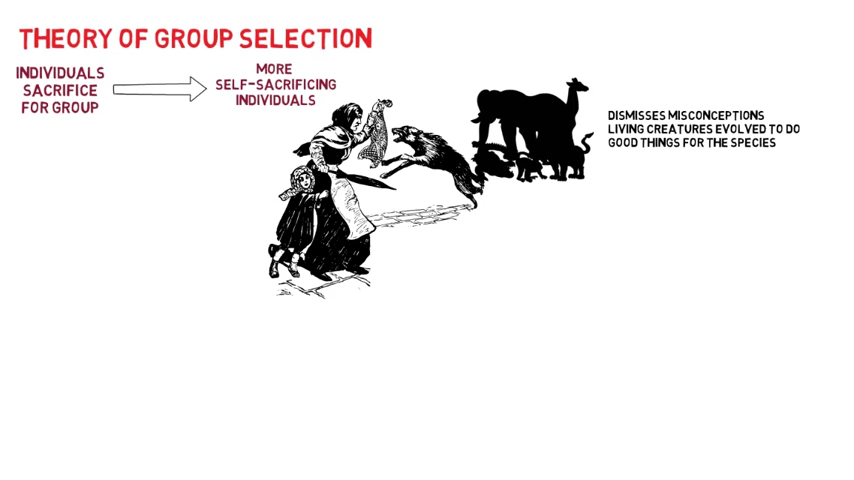 THEORY OF GROUP SELECTION
INDIVIDUALS
SACRIFICE
FOR GROUP
MORE
SELF-SACRIFICING
INDIVIDUALS
DISMISSES MISCONCEPTIONS
LIVING CREATURES EVOLVED TO DO
GOOD THINGS FOR THE SPECIES